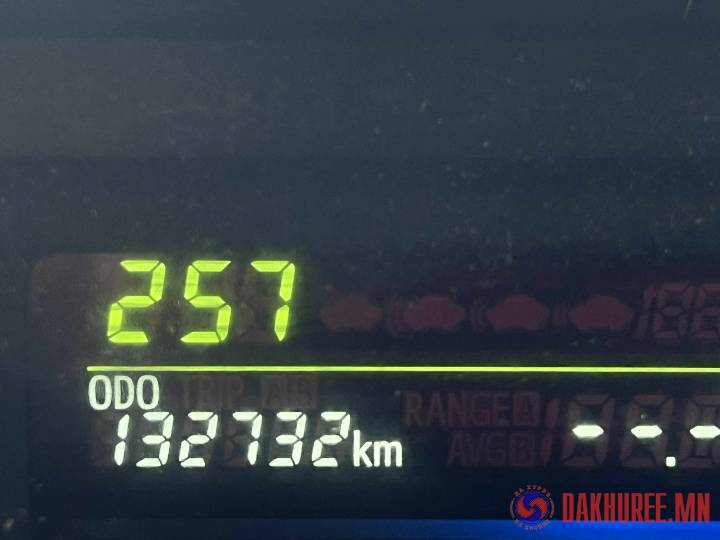 257
ODO TRIP A B
132732km
RANGE A
AVG B
--.-
DAKHUREE.MN